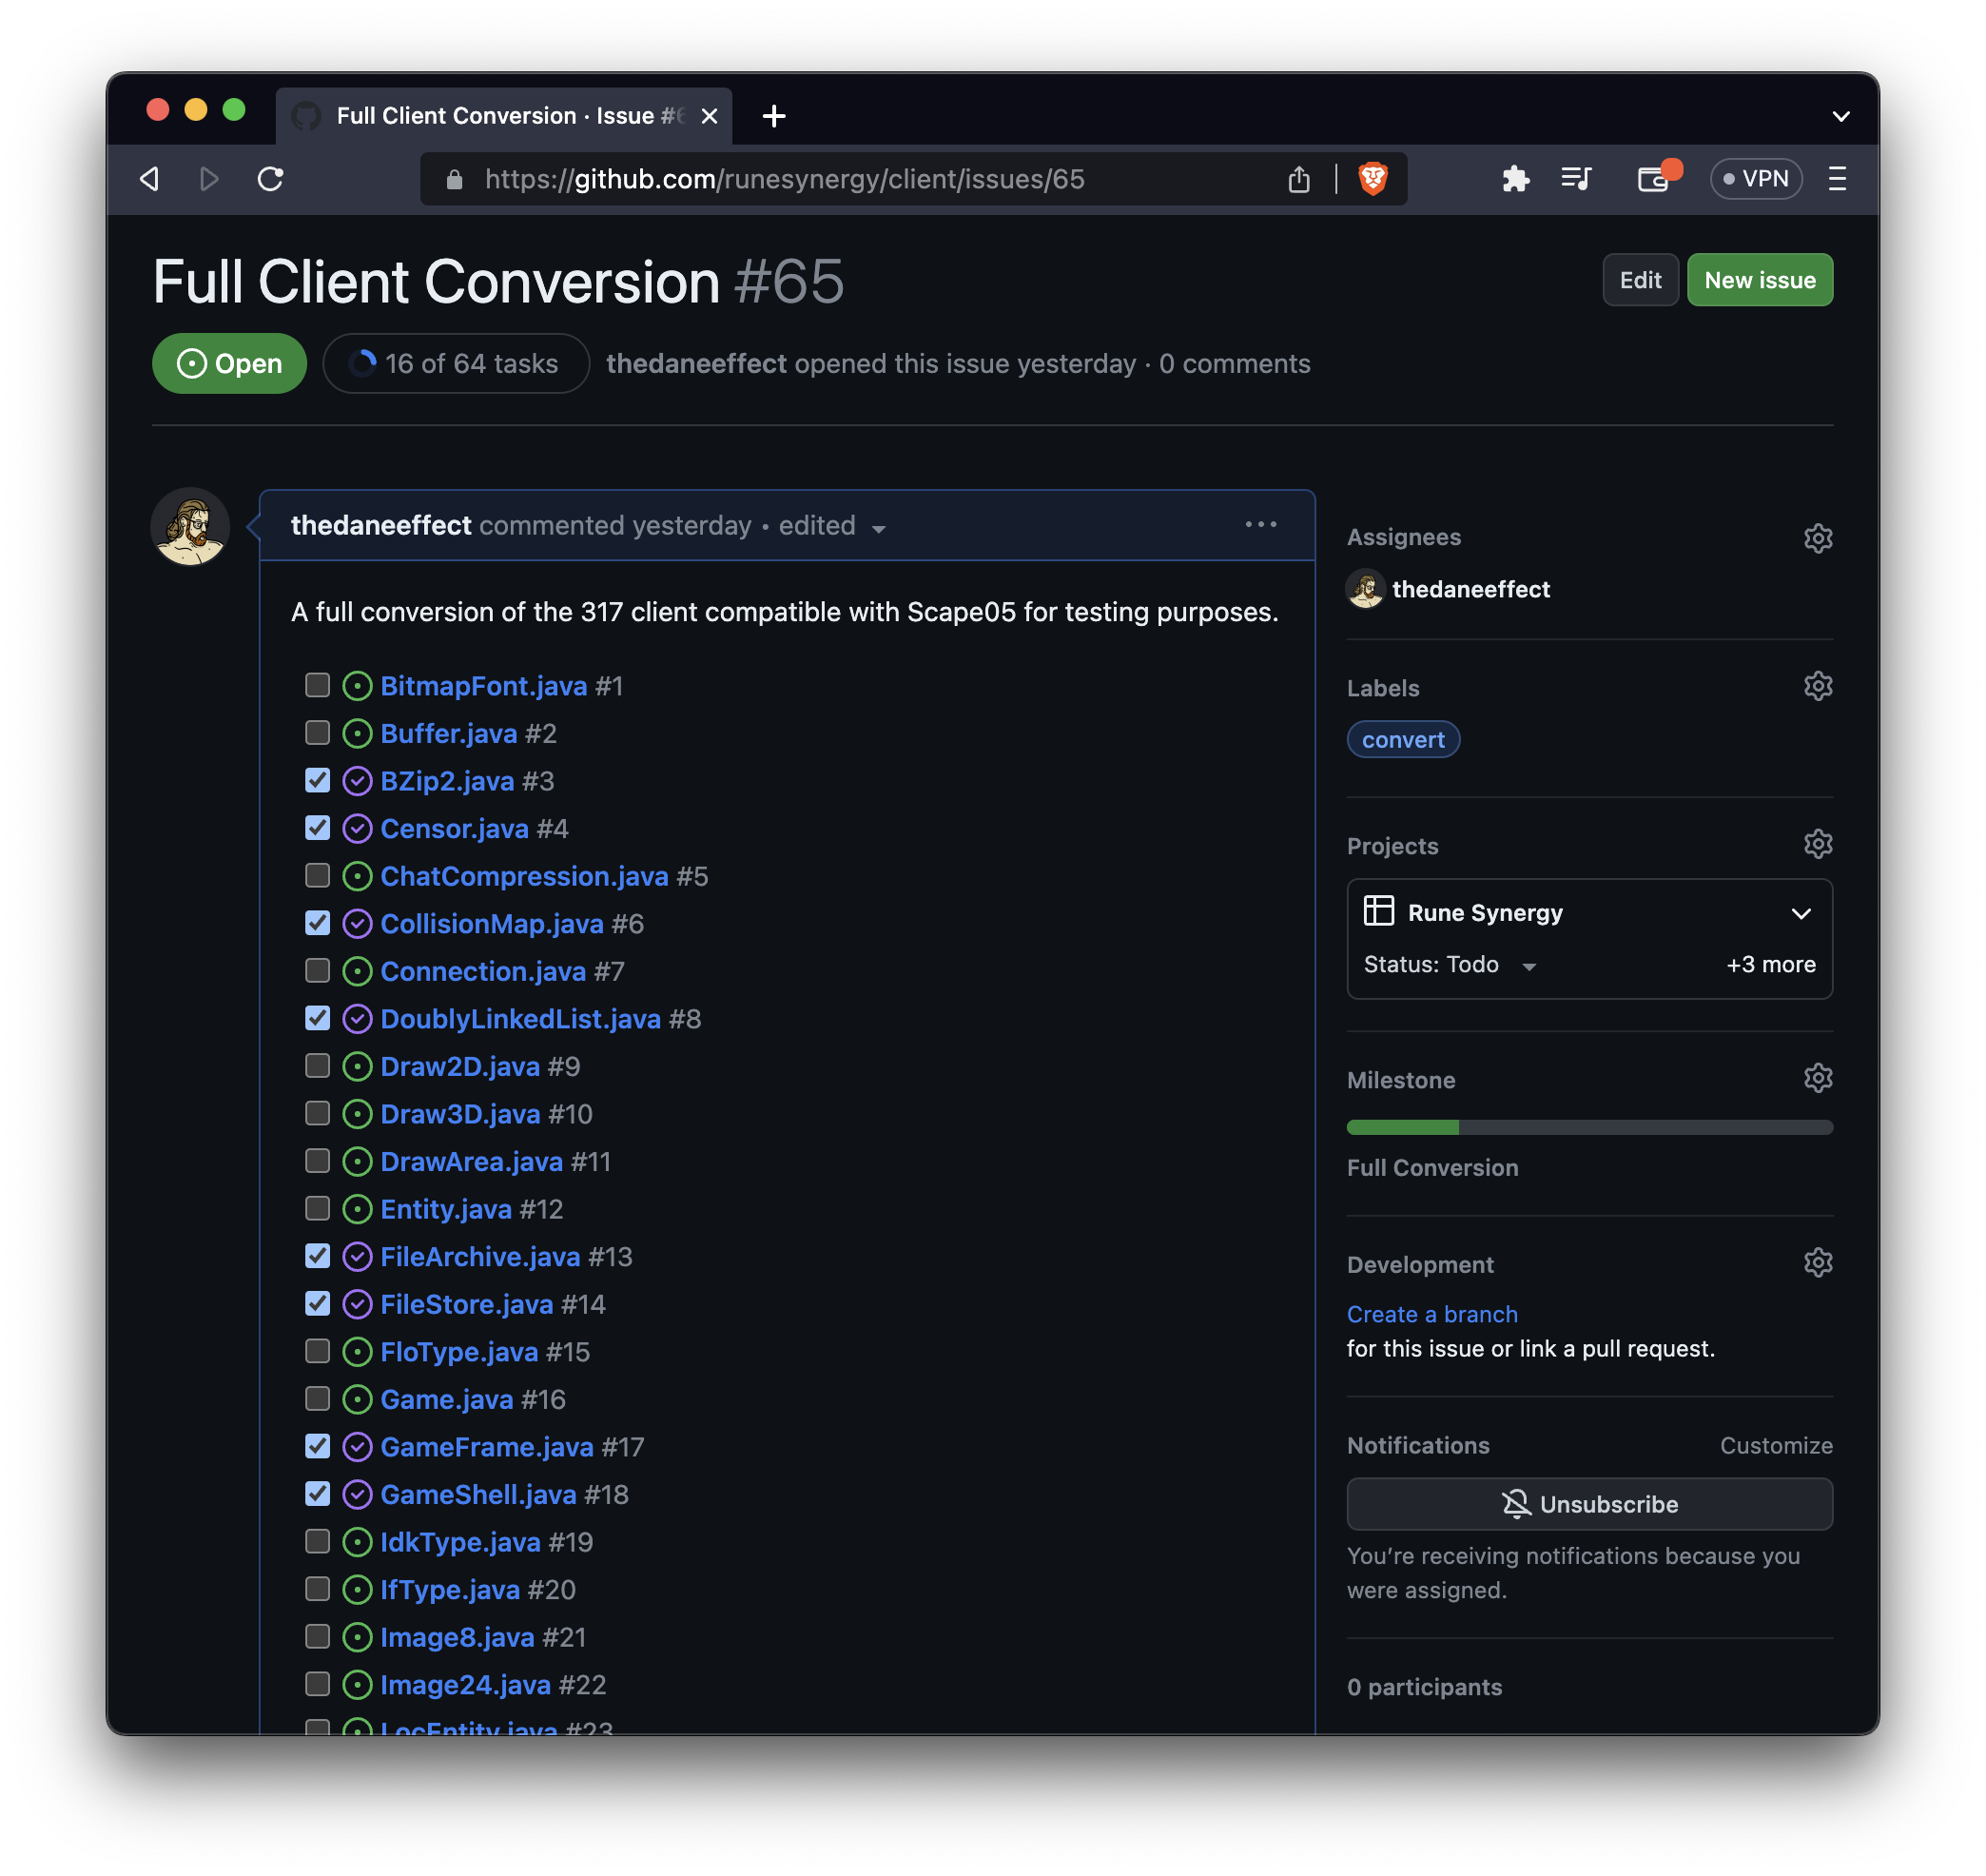 Full Client Conversion · Issue #6
https://github.com/runesynergy/client/issues/65
VPN
Full Client Conversion #65
Edit
New issue
Open
16 of 64 tasks
thedaneeffect opened this issue yesterday · 0 comments
thedaneeffect commented yesterday • edited
A full conversion of the 317 client compatible with Scape05 for testing purposes.
BitmapFont.java #1
Buffer.java #2
BZip2.java #3
Censor.java #4
ChatCompression.java #5
CollisionMap.java #6
Connection.java #7
DoublyLinkedList.java #8
Draw2D.java #9
Draw3D.java #10
DrawArea.java #11
Entity.java #12
FileArchive.java #13
FileStore.java #14
FloType.java #15
Game.java #16
GameFrame.java #17
GameShell.java #18
IdkType.java #19
IfType.java #20
Image8.java #21
Image24.java #22
LocEntity.java #23
Assignees
thedaneeffect
Labels
convert
Projects
Rune Synergy
Status: Todo
+3 more
Milestone
Full Conversion
Development
Create a branch
for this issue or link a pull request.
Notifications
Customize
Unsubscribe
You're receiving notifications because you
were assigned.
0 participants